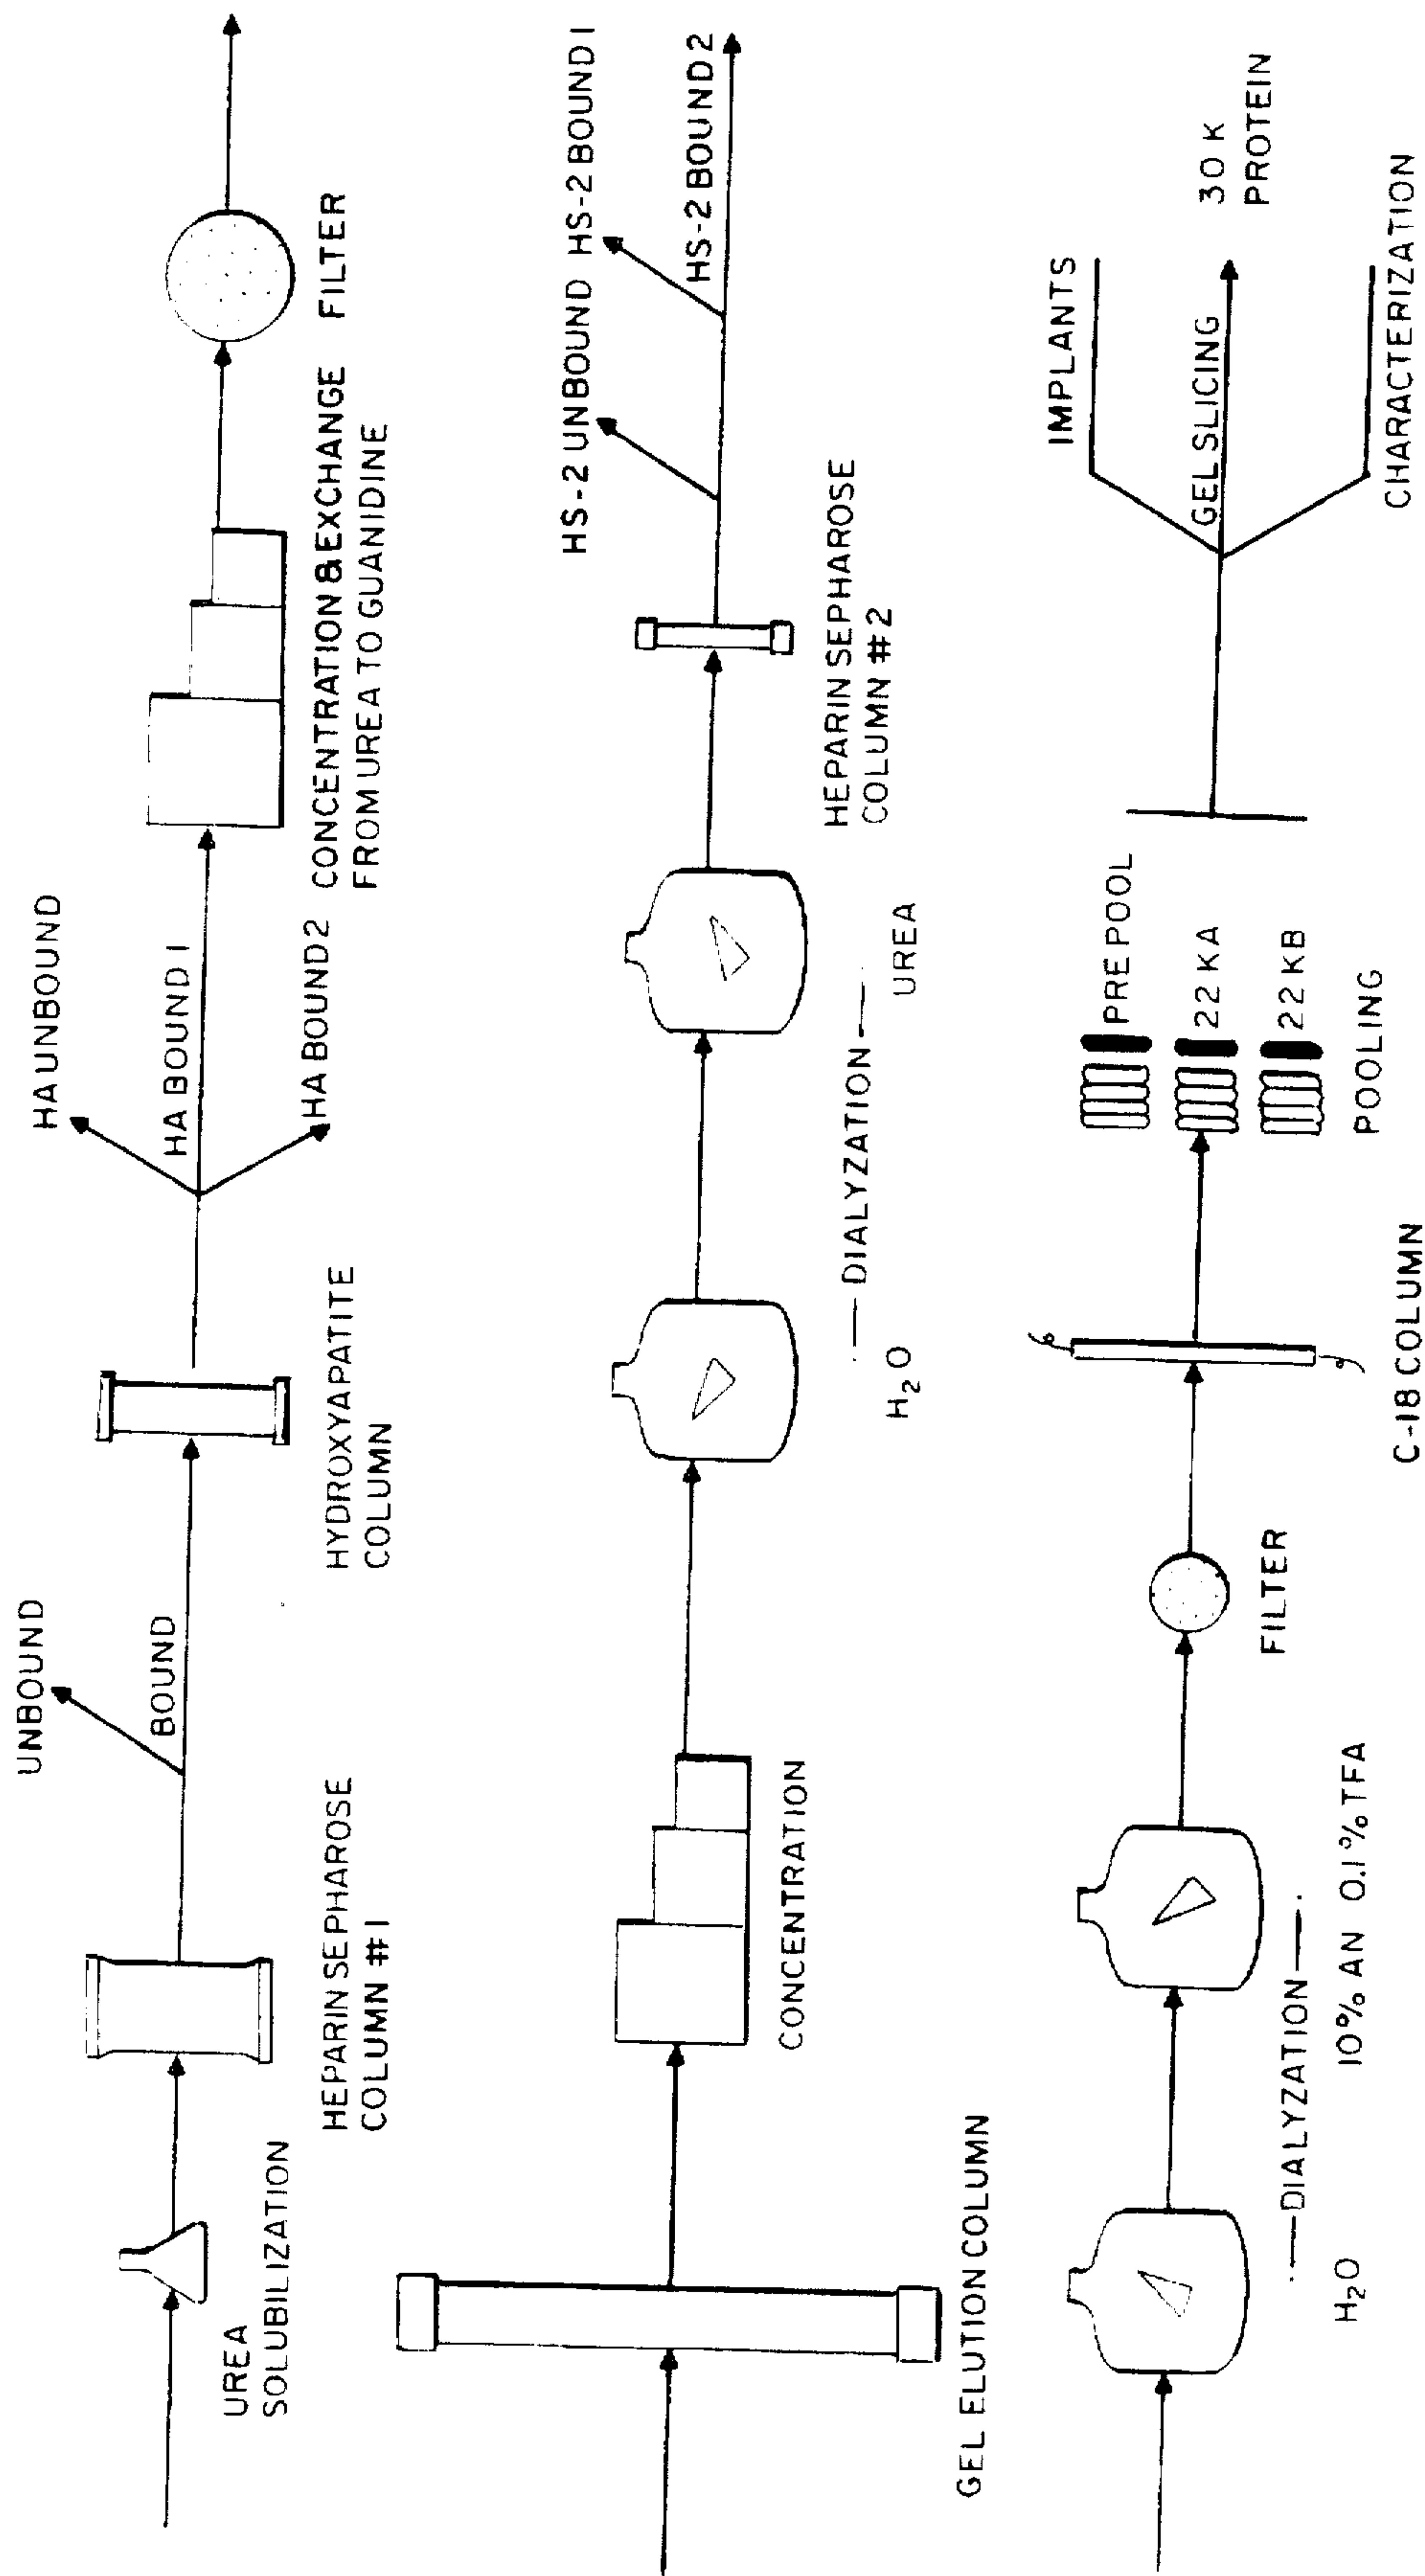 UREA
SOLUBILIZATION
HEPARIN SEPHAROSE
COLUMN #1
UNBOUND
BOUND
HYDROXYAPATITE
COLUMN
HA UNBOUND
HA BOUND 1
HA BOUND 2
CONCENTRATION & EXCHANGE
FROM UREA TO GUANIDINE
FILTER
GEL ELUTION COLUMN
CONCENTRATION
H2O
DIALYZATION
UREA
HEPARIN SEPHAROSE
COLUMN #2
HS-2 UNBOUND
HS-2 BOUND 1
HS-2 BOUND 2
H2O
DIALYZATION
10% AN 0.1% TFA
FILTER
C-18 COLUMN
PREPOOL
22 KA
22 KB
POOLING
IMPLANTS
GEL SLICING
30 K
PROTEIN
CHARACTERIZATION